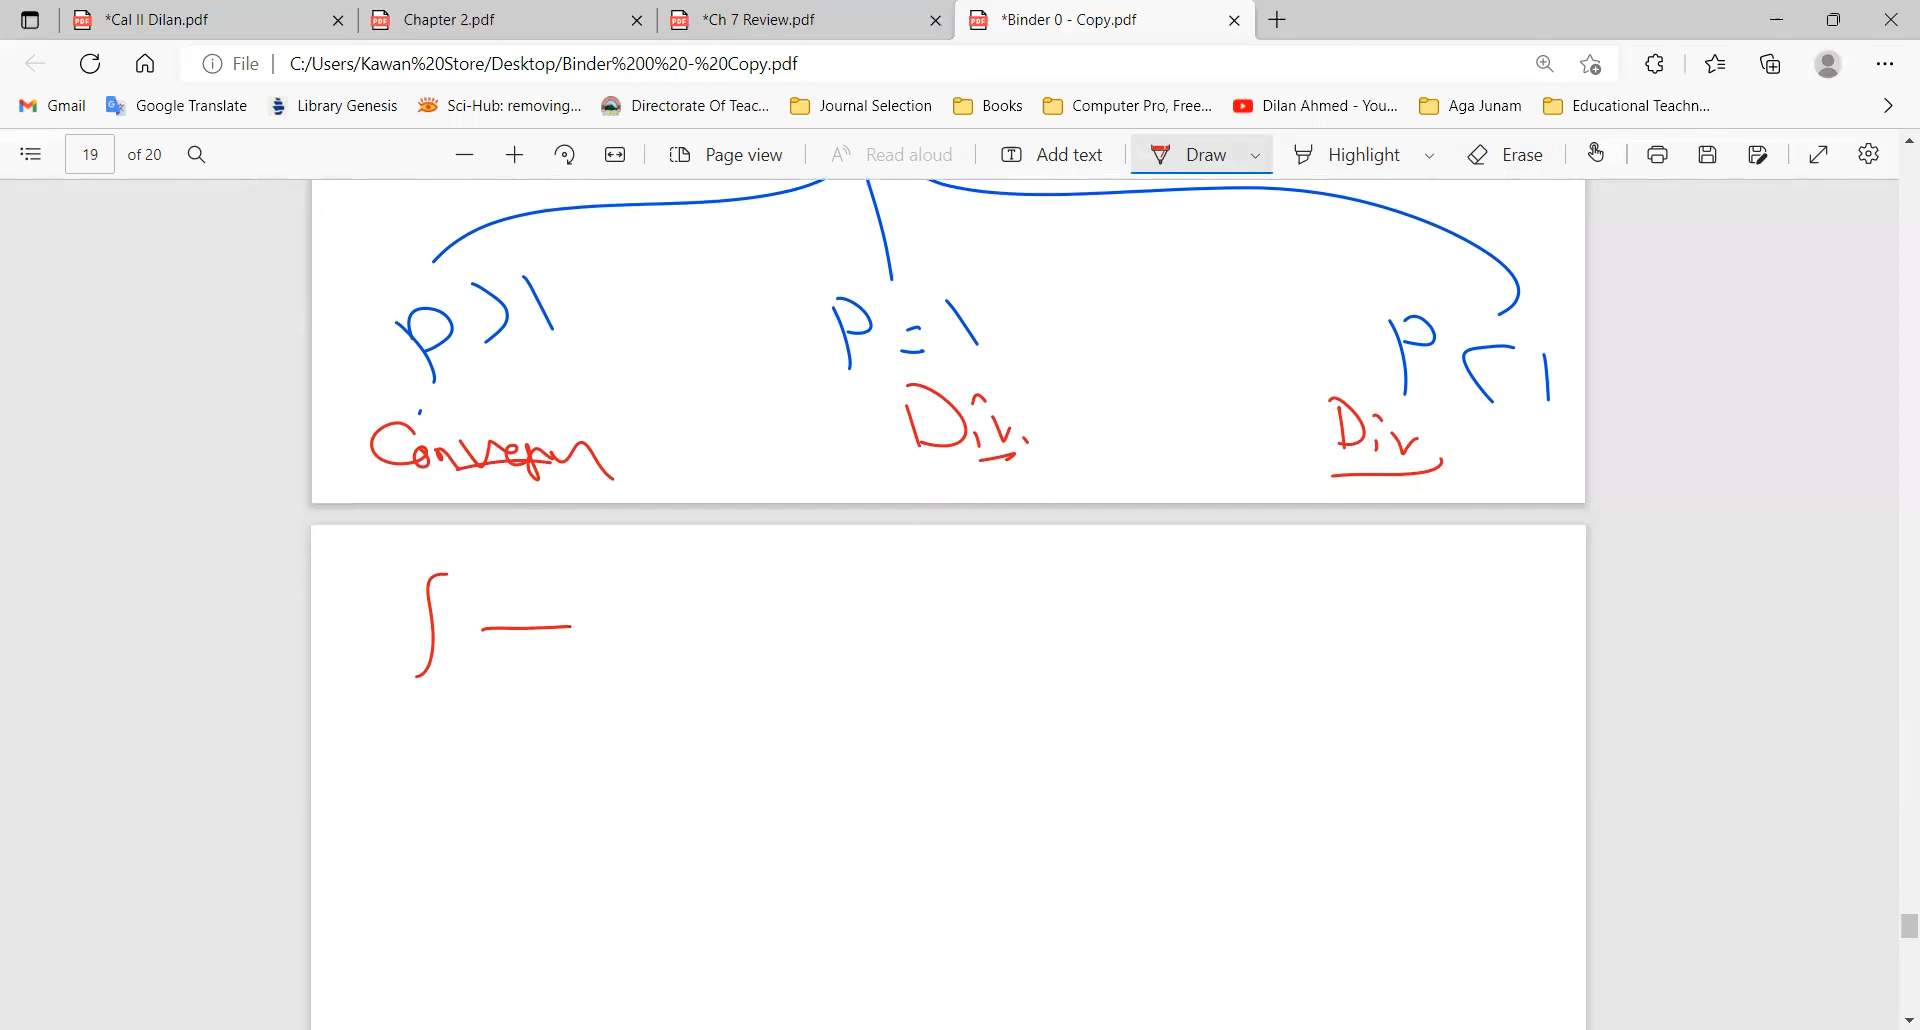 *Cal II Dilan.pdf Chapter 2.pdf *Ch 7 Review.pdf *Binder 0 - Copy.pdf
File C:/Users/Kawan%20Store/Desktop/Binder%200%20-%20Copy.pdf
Gmail Google Translate Library Genesis Sci-Hub: removing... Directorate Of Teac... Journal Selection Books Computer Pro, Free... Dilan Ahmed - You... Aga Junam Educational Teachn...
19 of 20 Page view Read aloud Add text Draw Highlight Erase
P > 1 P = 1 P < 1
Div. Div
∫ —